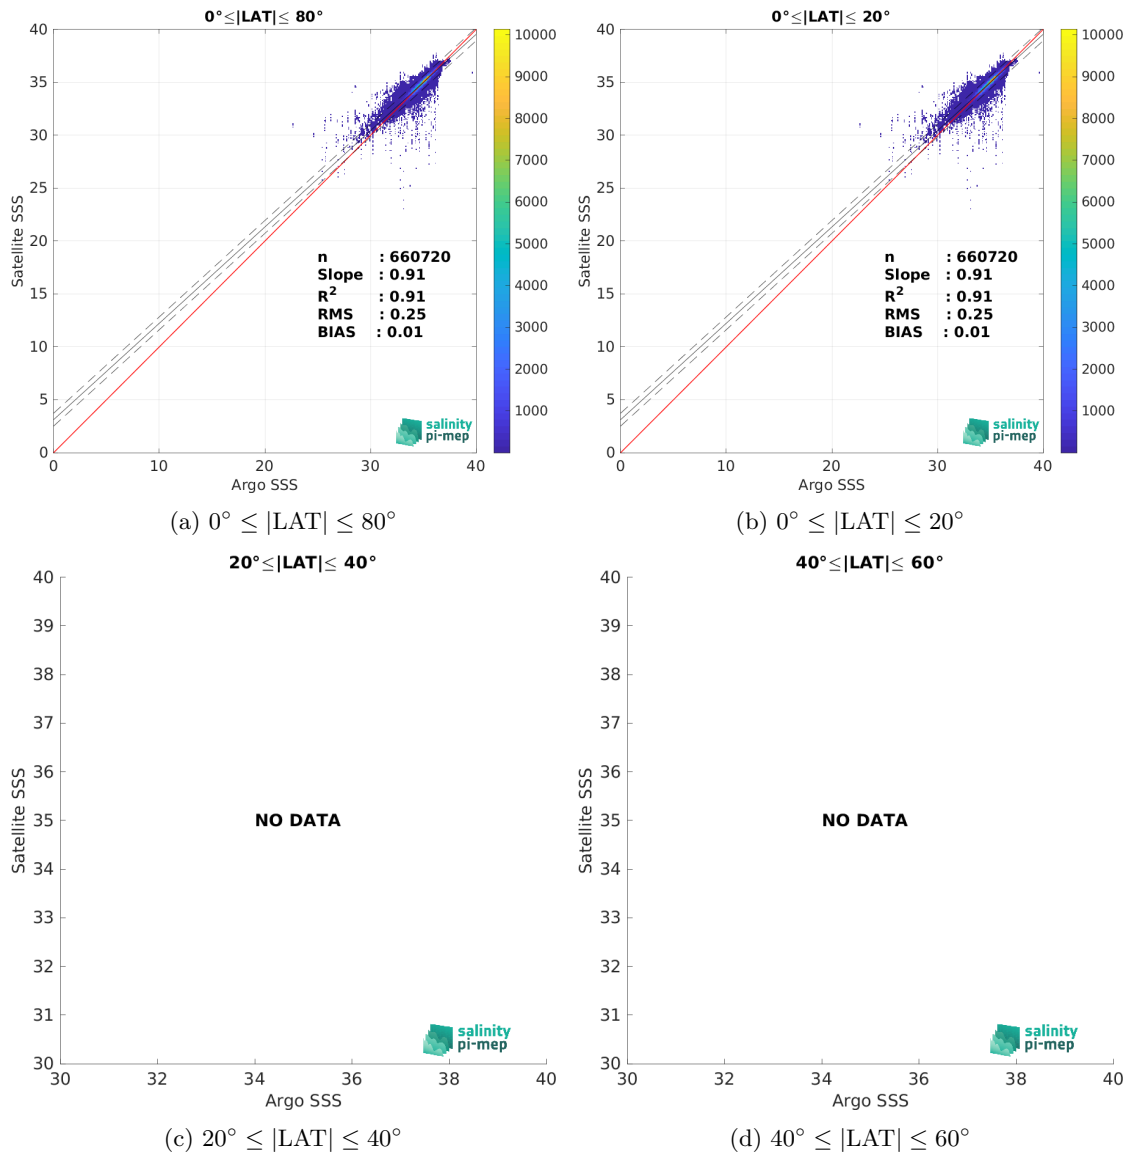 0°≤|LAT|≤ 80°
40
35
30
25
20
15
10
5
0
Satellite SSS
0
10
20
30
40
Argo SSS
n : 660720
Slope : 0.91
R² : 0.91
RMS : 0.25
BIAS : 0.01
salinity
pi-mep
10000
9000
8000
7000
6000
5000
4000
3000
2000
1000
(a) 0° ≤ |LAT| ≤ 80°
0°≤|LAT|≤ 20°
40
35
30
25
20
15
10
5
0
Satellite SSS
0
10
20
30
40
Argo SSS
n : 660720
Slope : 0.91
R² : 0.91
RMS : 0.25
BIAS : 0.01
salinity
pi-mep
10000
9000
8000
7000
6000
5000
4000
3000
2000
1000
(b) 0° ≤ |LAT| ≤ 20°
20°≤|LAT|≤ 40°
40
39
38
37
36
35
34
33
32
31
30
Satellite SSS
NO DATA
salinity
pi-mep
30
32
34
36
38
40
Argo SSS
(c) 20° ≤ |LAT| ≤ 40°
40°≤|LAT|≤ 60°
40
39
38
37
36
35
34
33
32
31
30
Satellite SSS
NO DATA
salinity
pi-mep
30
32
34
36
38
40
Argo SSS
(d) 40° ≤ |LAT| ≤ 60°